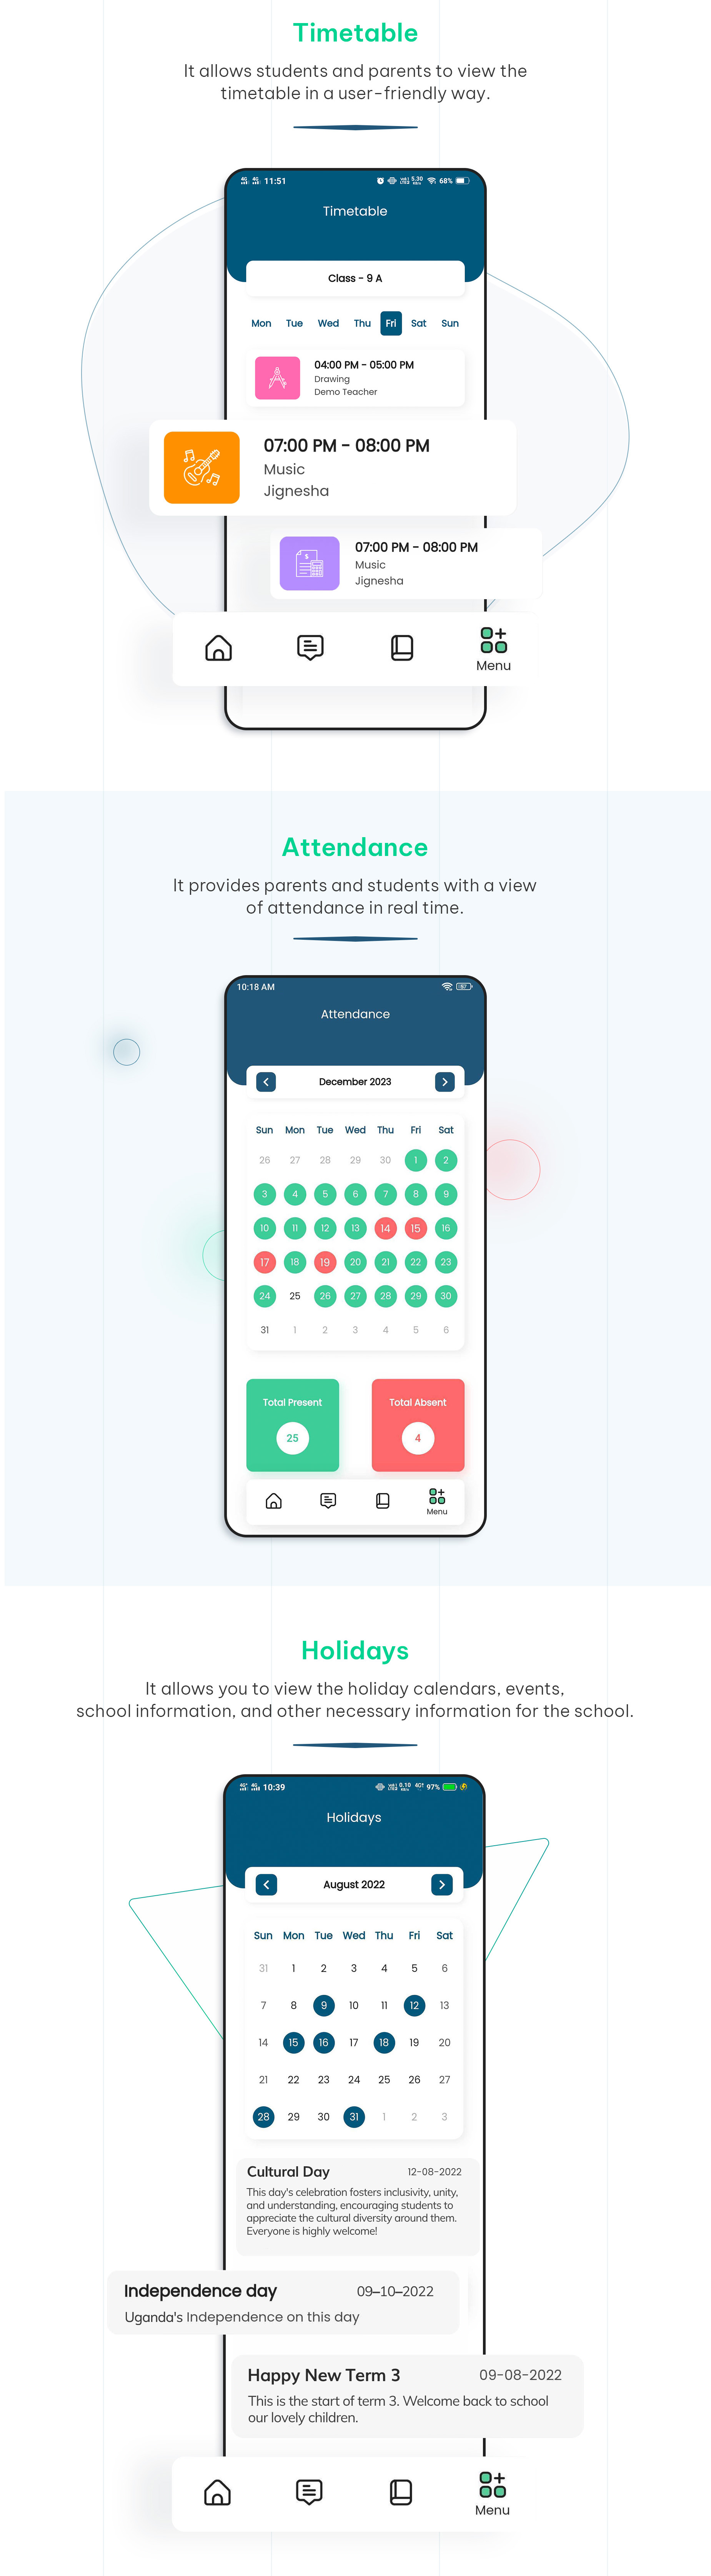 Timetable
It allows students and parents to view the
timetable in a user-friendly way.
4G 4G 11:51 5.30 KB/s 68%
Timetable
Class - 9 A
Mon Tue Wed Thu Fri Sat Sun
04:00 PM - 05:00 PM
Drawing
Demo Teacher
07:00 PM - 08:00 PM
Music
Jignesha
07:00 PM - 08:00 PM
Music
Jignesha
Menu
Attendance
It provides parents and students with a view
of attendance in real time.
10:18 AM
Attendance
December 2023
Sun Mon Tue Wed Thu Fri Sat
26 27 28 29 30 1 2
3 4 5 6 7 8 9
10 11 12 13 14 15 16
17 18 19 20 21 22 23
24 25 26 27 28 29 30
31 1 2 3 4 5 6
Total Present Total Absent
25 4
Menu
Holidays
It allows you to view the holiday calendars, events,
school information, and other necessary information for the school.
4G 4G 10:39 0.10 KB/s 4G 97%
Holidays
August 2022
Sun Mon Tue Wed Thu Fri Sat
31 1 2 3 4 5 6
7 8 9 10 11 12 13
14 15 16 17 18 19 20
21 22 23 24 25 26 27
28 29 30 31 1 2 3
Cultural Day 12-08-2022
This day's celebration fosters inclusivity, unity,
and understanding, encouraging students to
appreciate the cultural diversity around them.
Everyone is highly welcome!
Independence day 09-10-2022
Uganda's Independence on this day
Happy New Term 3 09-08-2022
This is the start of term 3. Welcome back to school
our lovely children.
Menu